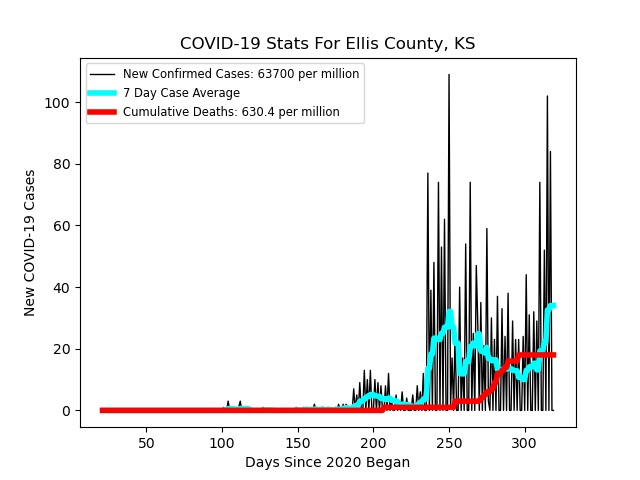 COVID-19 Stats For Ellis County, KS
New Confirmed Cases: 63700 per million
7 Day Case Average
Cumulative Deaths: 630.4 per million
New COVID-19 Cases
100
80
60
40
20
0
50
100
150
200
250
300
Days Since 2020 Began